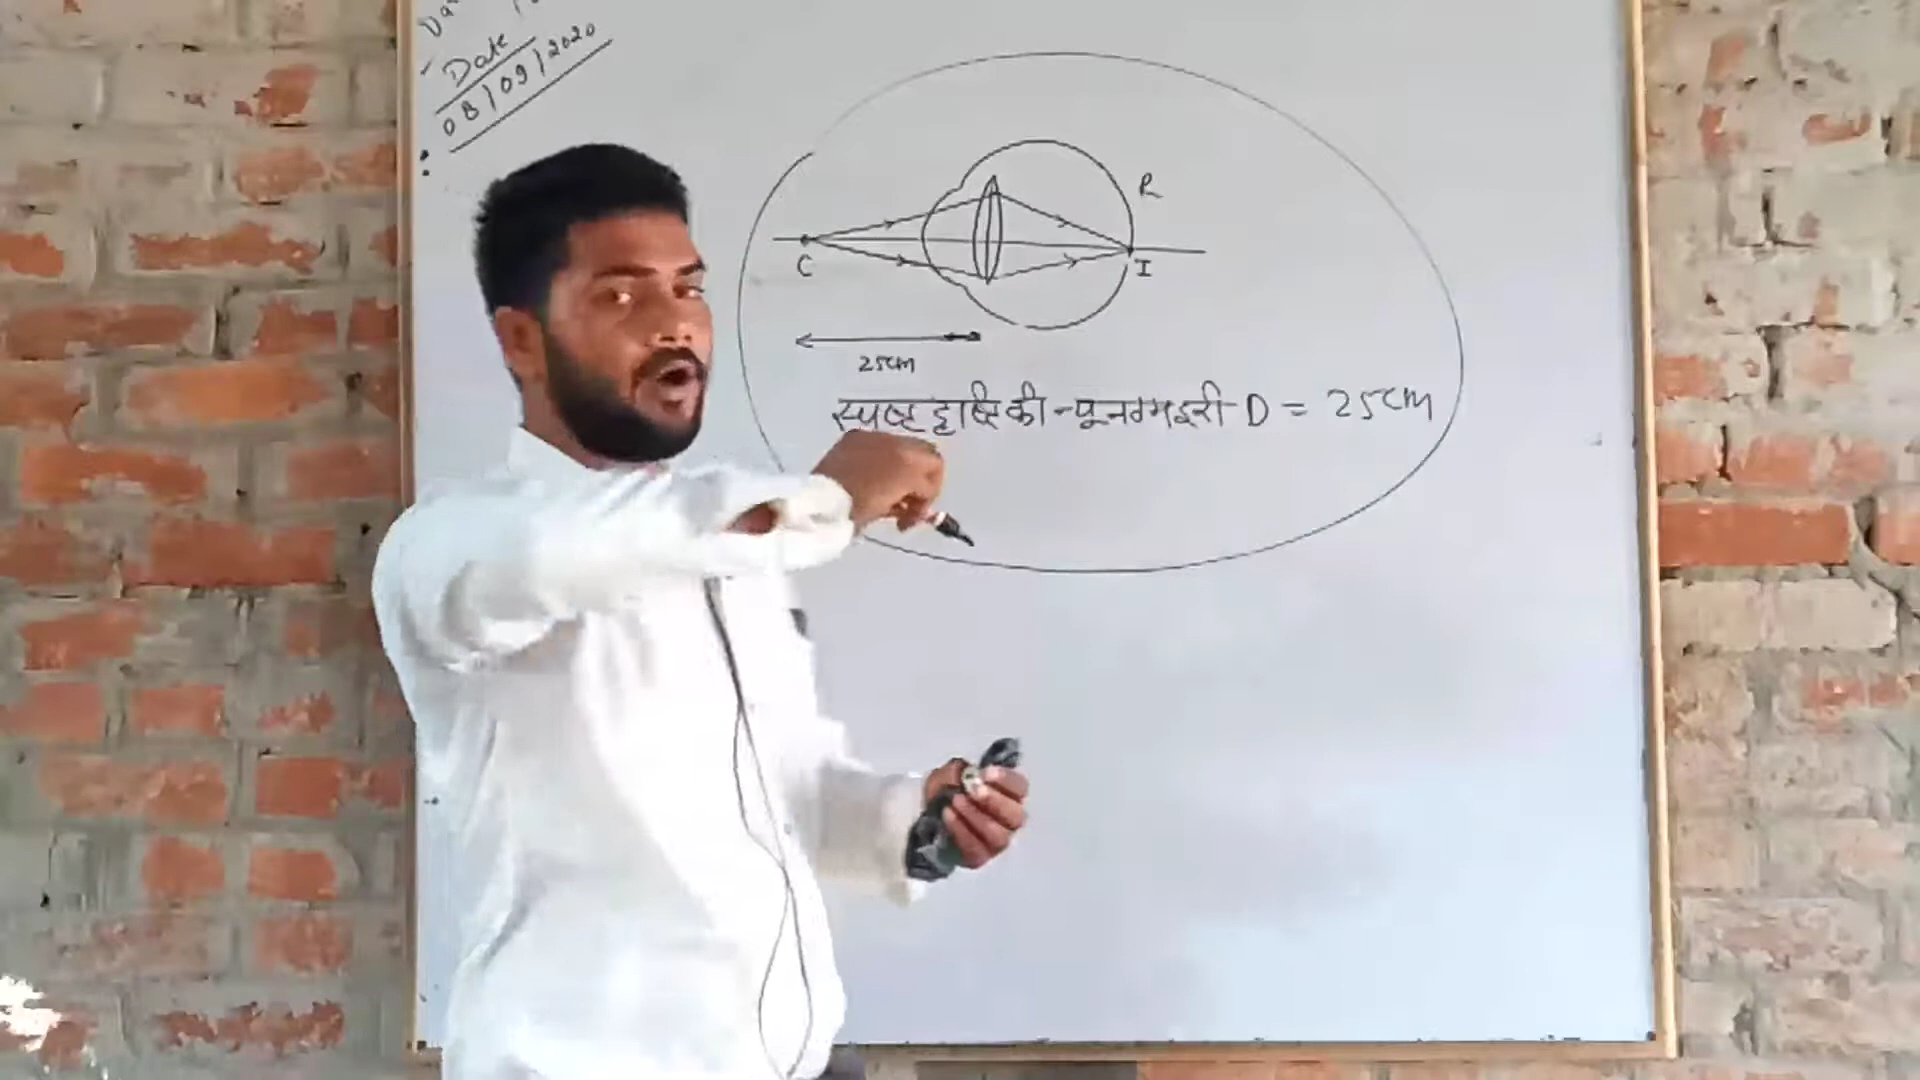 Date
08/09/2020
R
C
I
25cm
स्पष्ट दृष्टि की न्यूनतम दूरी D = 25cm